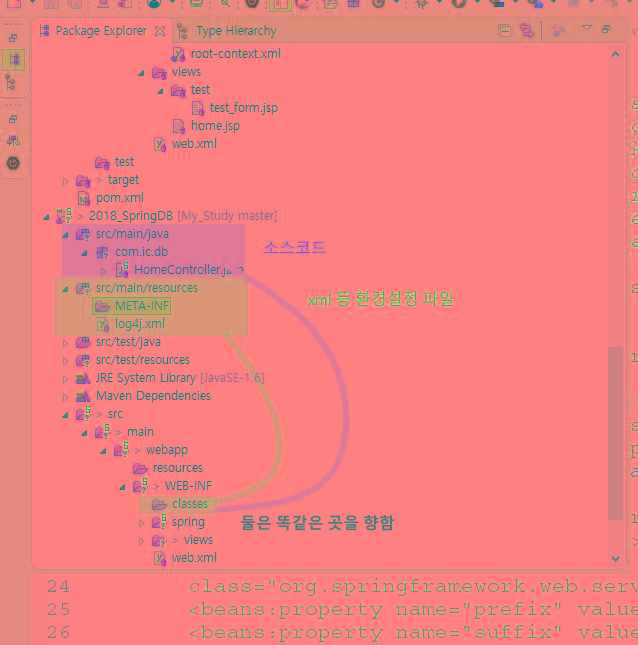 Package Explorer
Type Hierarchy
root-context.xml
views
test
test_form.jsp
home.jsp
web.xml
test
> target
pom.xml
> 2018_SpringDB [My_Study master]
src/main/java
소스코드
com.ic.db
HomeController.java
src/main/resources
xml 등 환경설정 파일
META-INF
log4j.xml
src/test/java
src/test/resources
JRE System Library [JavaSE-1.6]
Maven Dependencies
> src
> main
> webapp
resources
> WEB-INF
classes
> spring
둘은 똑같은 곳을 향함
> views
web.xml
24 class="org.springframework.web.serv
25 <beans:property name="prefix" value
26 <beans:property name="suffix" value